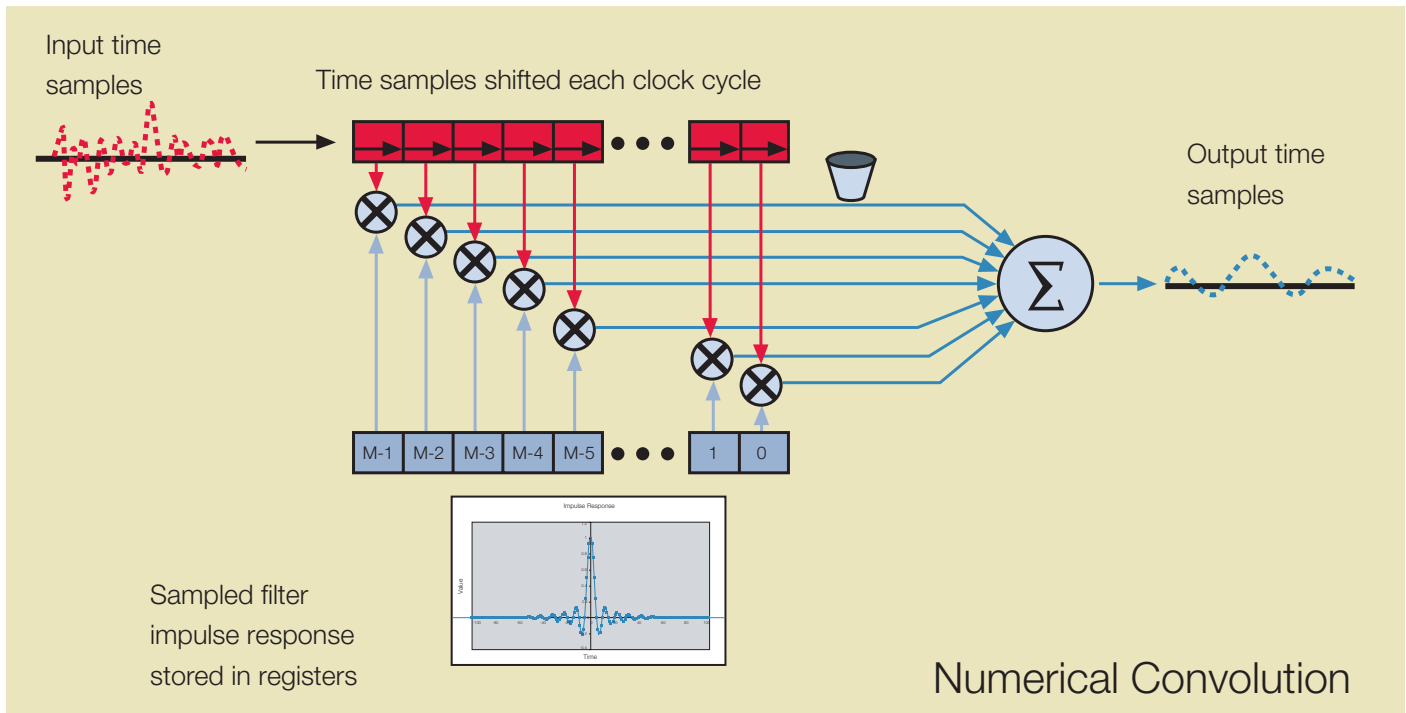 Input time
samples
Time samples shifted each clock cycle
Output time
samples
Σ
M-1 M-2 M-3 M-4 M-5 1 0
Impulse Response
Value
Time
Sampled filter
impulse response
stored in registers
Numerical Convolution